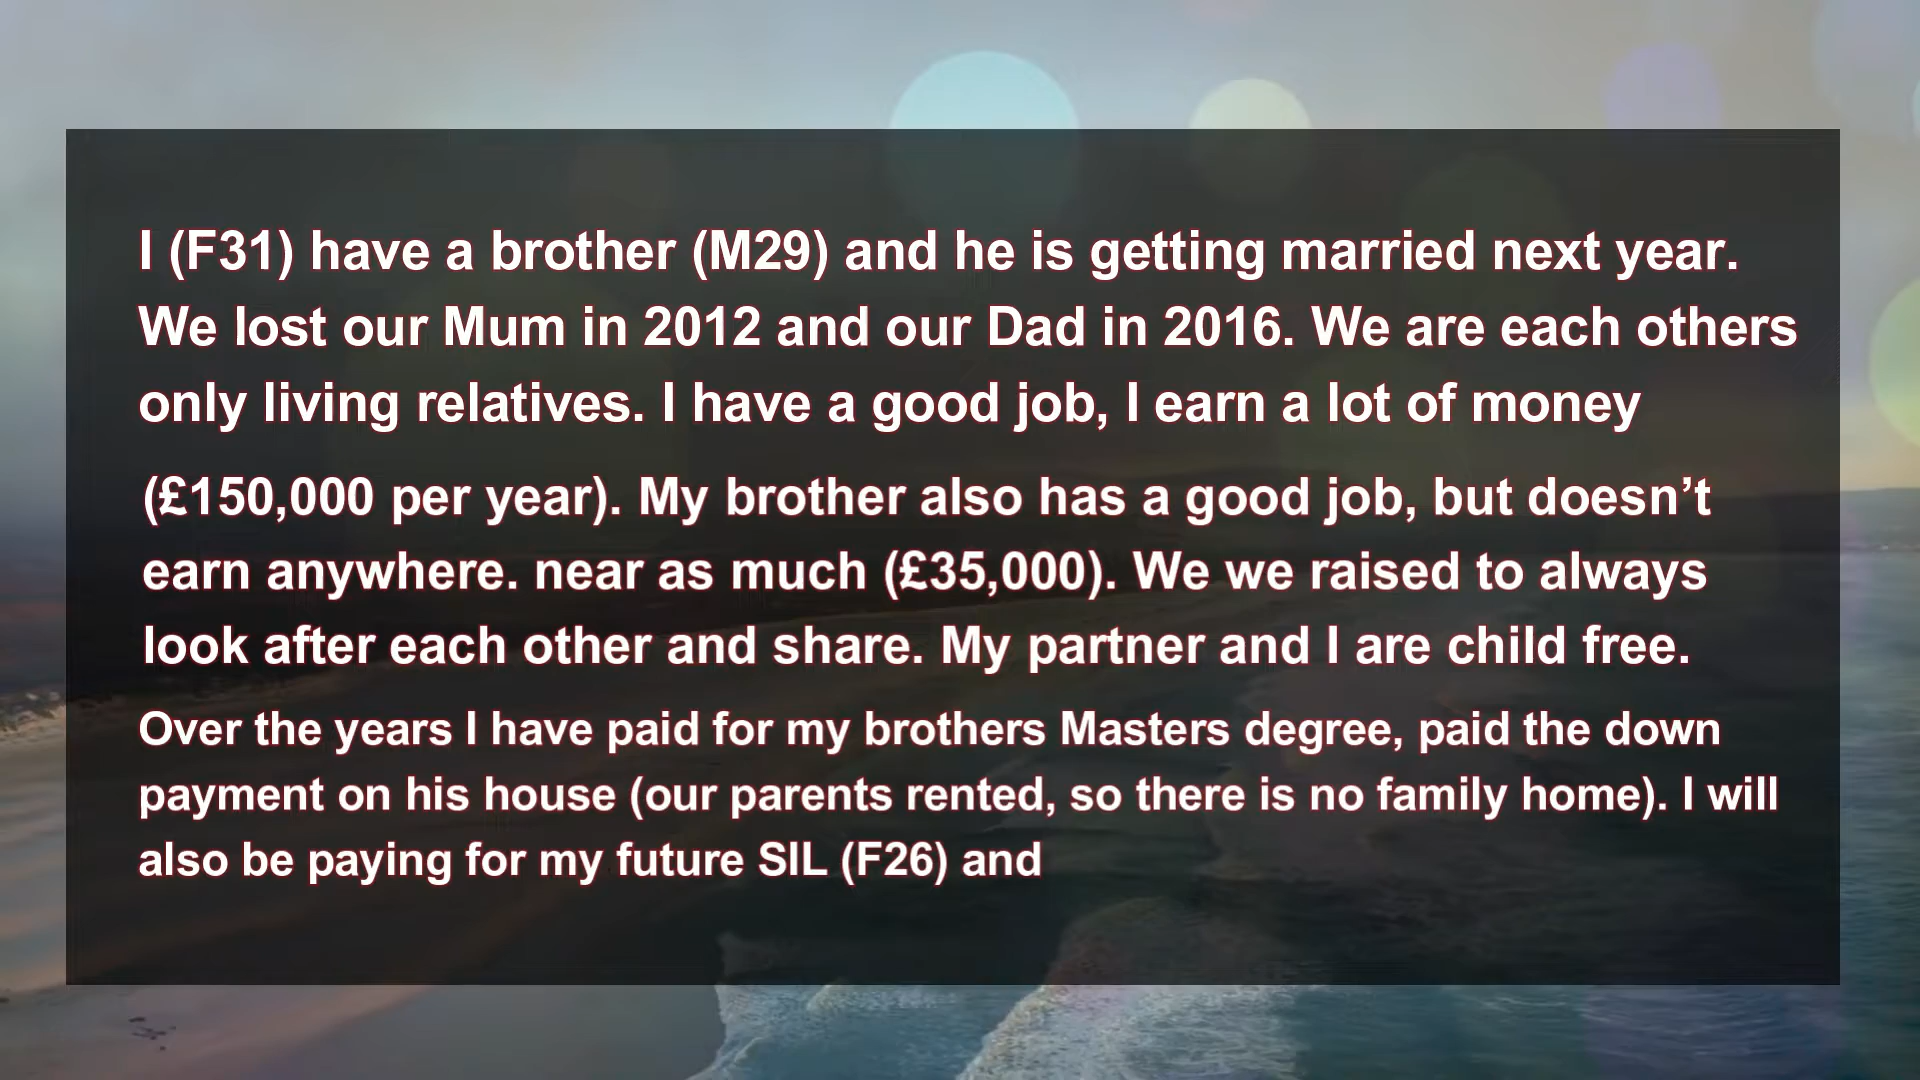 I (F31) have a brother (M29) and he is getting married next year.
We lost our Mum in 2012 and our Dad in 2016. We are each others
only living relatives. I have a good job, I earn a lot of money
(£150,000 per year). My brother also has a good job, but doesn’t
earn anywhere. near as much (£35,000). We we raised to always
look after each other and share. My partner and I are child free.
Over the years I have paid for my brothers Masters degree, paid the down
payment on his house (our parents rented, so there is no family home). I will
also be paying for my future SIL (F26) and